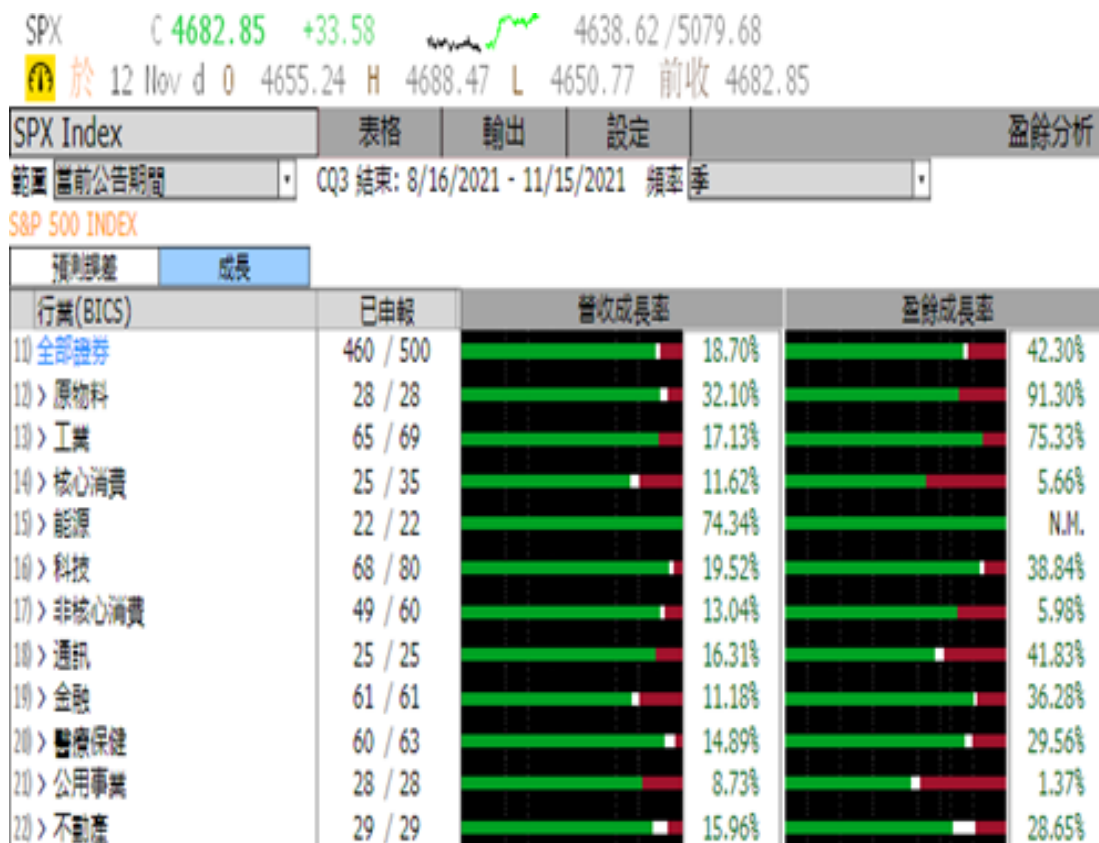 SPX C 4682.85 +33.58 4638.62/5079.68
於 12 Nov d O 4655.24 H 4688.47 L 4650.77 前收 4682.85
SPX Index 表格 輸出 設定 盈餘分析
範圍 當前公告期間 CQ3 結束: 8/16/2021 - 11/15/2021 頻率 季
S&P 500 INDEX
預測誤差 成長
行業(BICS) 已申報 營收成長率 盈餘成長率
11) 全部證券 460 / 500 18.70% 42.30%
12) > 原物料 28 / 28 32.10% 91.30%
13) > 工業 65 / 69 17.13% 75.33%
14) > 核心消費 25 / 35 11.62% 5.66%
15) > 能源 22 / 22 74.34% N.M.
16) > 科技 68 / 80 19.52% 38.84%
17) > 非核心消費 49 / 60 13.04% 5.98%
18) > 通訊 25 / 25 16.31% 41.83%
19) > 金融 61 / 61 11.18% 36.28%
20) > 醫療保健 60 / 63 14.89% 29.56%
21) > 公用事業 28 / 28 8.73% 1.37%
22) > 不動產 29 / 29 15.96% 28.65%